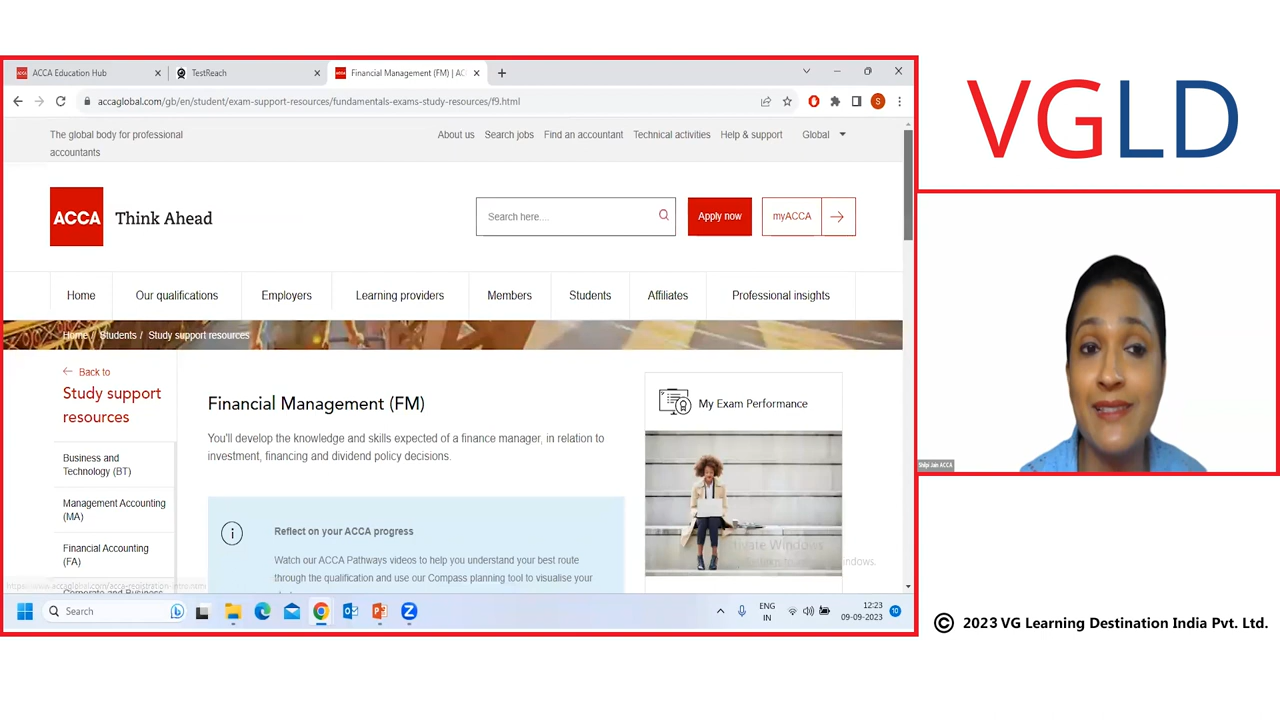 ACCA Education Hub
TestReach
Financial Management (FM) | AC
accaglobal.com/gb/en/student/exam-support-resources/fundamentals-exams-study-resources/f9.html
S
The global body for professional
accountants
About us Search jobs Find an accountant Technical activities Help & support Global
ACCA Think Ahead
Search here....
Apply now
myACCA
Home Our qualifications Employers Learning providers Members Students Affiliates Professional insights
Home / Students / Study support resources
Back to
Study support
resources
Business and
Technology (BT)
Management Accounting
(MA)
Financial Accounting
(FA)
Corporate and Business
Financial Management (FM)
You'll develop the knowledge and skills expected of a finance manager, in relation to
investment, financing and dividend policy decisions.
Reflect on your ACCA progress
Watch our ACCA Pathways videos to help you understand your best route
through the qualification and use our Compass planning tool to visualise your
My Exam Performance
Search
ENG
IN
12:23
09-09-2023
10
VGLD
Shilpi Jain ACCA
© 2023 VG Learning Destination India Pvt. Ltd.